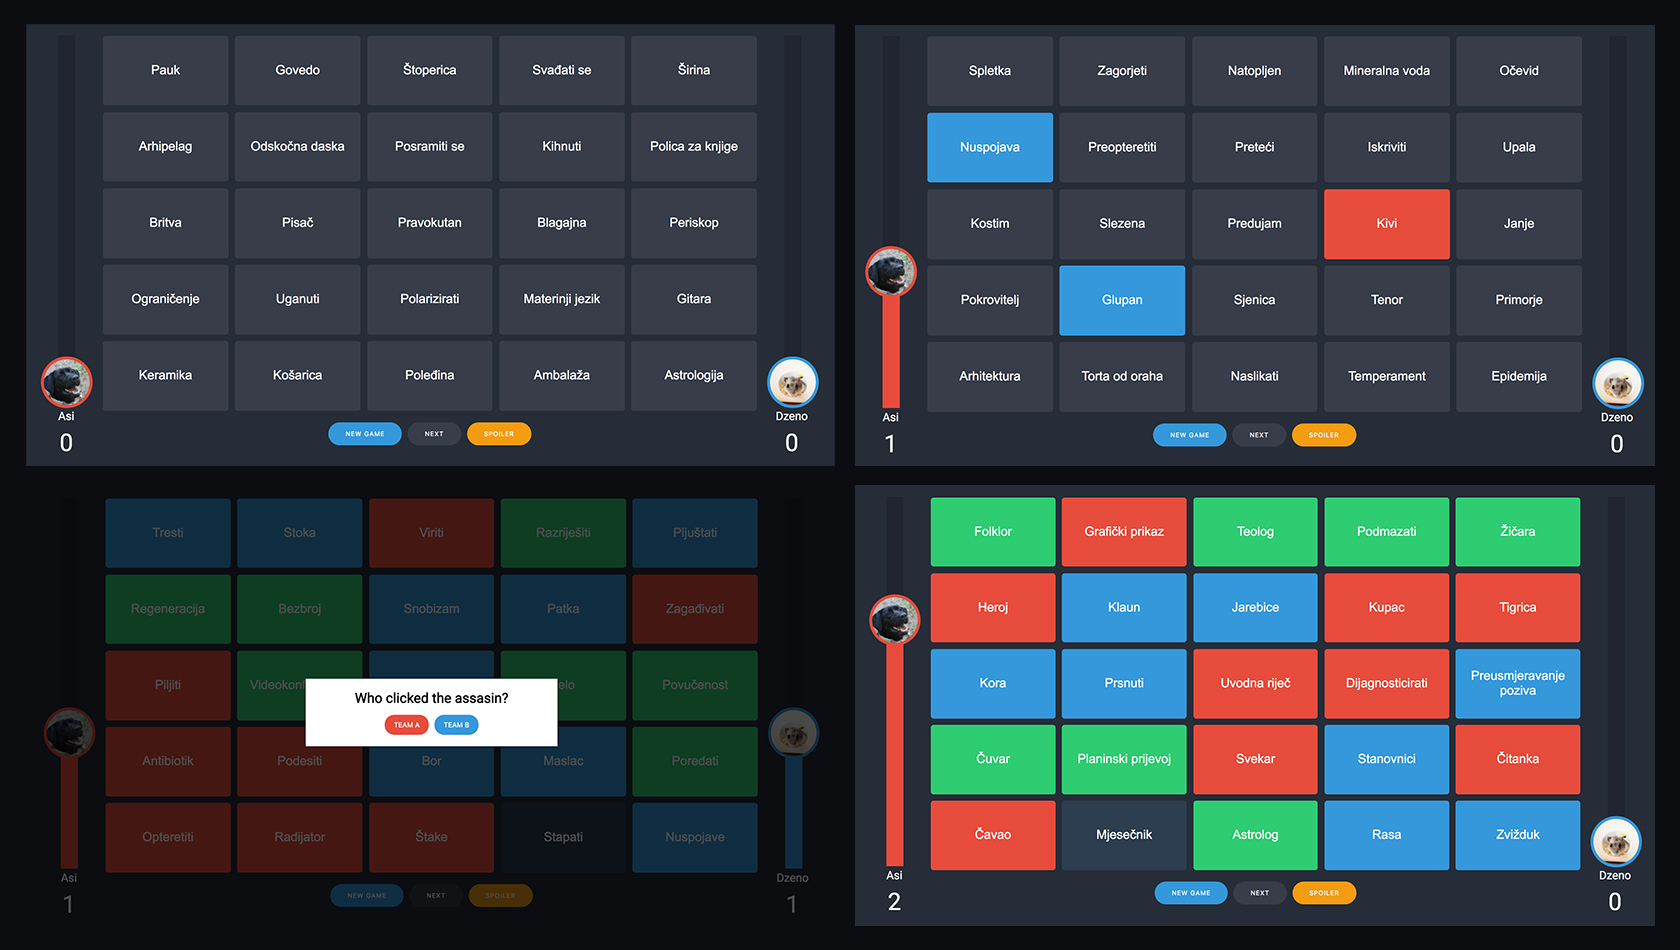 Pauk
Govedo
Štoperica
Svađati se
Širina
Arhipelag
Odskočna daska
Posramiti se
Kihnuti
Polica za knjige
Britva
Pisač
Pravokutan
Blagajna
Periskop
Ograničenje
Uganuti
Polarizirati
Materinji jezik
Gitara
Keramika
Košarica
Poleđina
Ambalaža
Astrologija
Asi
0
Dzeno
0
NEW GAME
NEXT
SPOILER
Spletka
Zagorjeti
Natopljen
Mineralna voda
Očevid
Nuspojava
Preopteretiti
Preteći
Iskriviti
Upala
Kostim
Slezena
Predujam
Kivi
Janje
Pokrovitelj
Glupan
Sjenica
Tenor
Primorje
Arhitektura
Torta od oraha
Naslikati
Temperament
Epidemija
Asi
1
Dzeno
0
NEW GAME
NEXT
SPOILER
Tresti
Stoka
Viriti
Razriješiti
Pljuštati
Regeneracija
Bezbroj
Snobizam
Patka
Zagađivati
Piljiti
Videokonf
elo
Povučenost
Who clicked the assasin?
TEAM A
TEAM B
Antibiotik
Podesiti
Bor
Maslac
Poredati
Opteretiti
Radijator
Štake
Stapati
Nuspojave
Asi
1
Dzeno
1
NEW GAME
NEXT
SPOILER
Folklor
Grafički prikaz
Teolog
Podmazati
Žičara
Heroj
Klaun
Jarebice
Kupac
Tigrica
Kora
Prsnuti
Uvodna riječ
Dijagnosticirati
Preusmjeravanje
poziva
Čuvar
Planinski prijevoj
Svekar
Stanovnici
Čitanka
Čavao
Mjesečnik
Astrolog
Rasa
Zvižduk
Asi
2
Dzeno
0
NEW GAME
NEXT
SPOILER